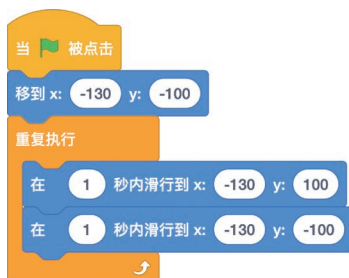 当 被点击
移到 x: -130 y: -100
重复执行
在 1 秒内滑行到 x: -130 y: 100
在 1 秒内滑行到 x: -130 y: -100